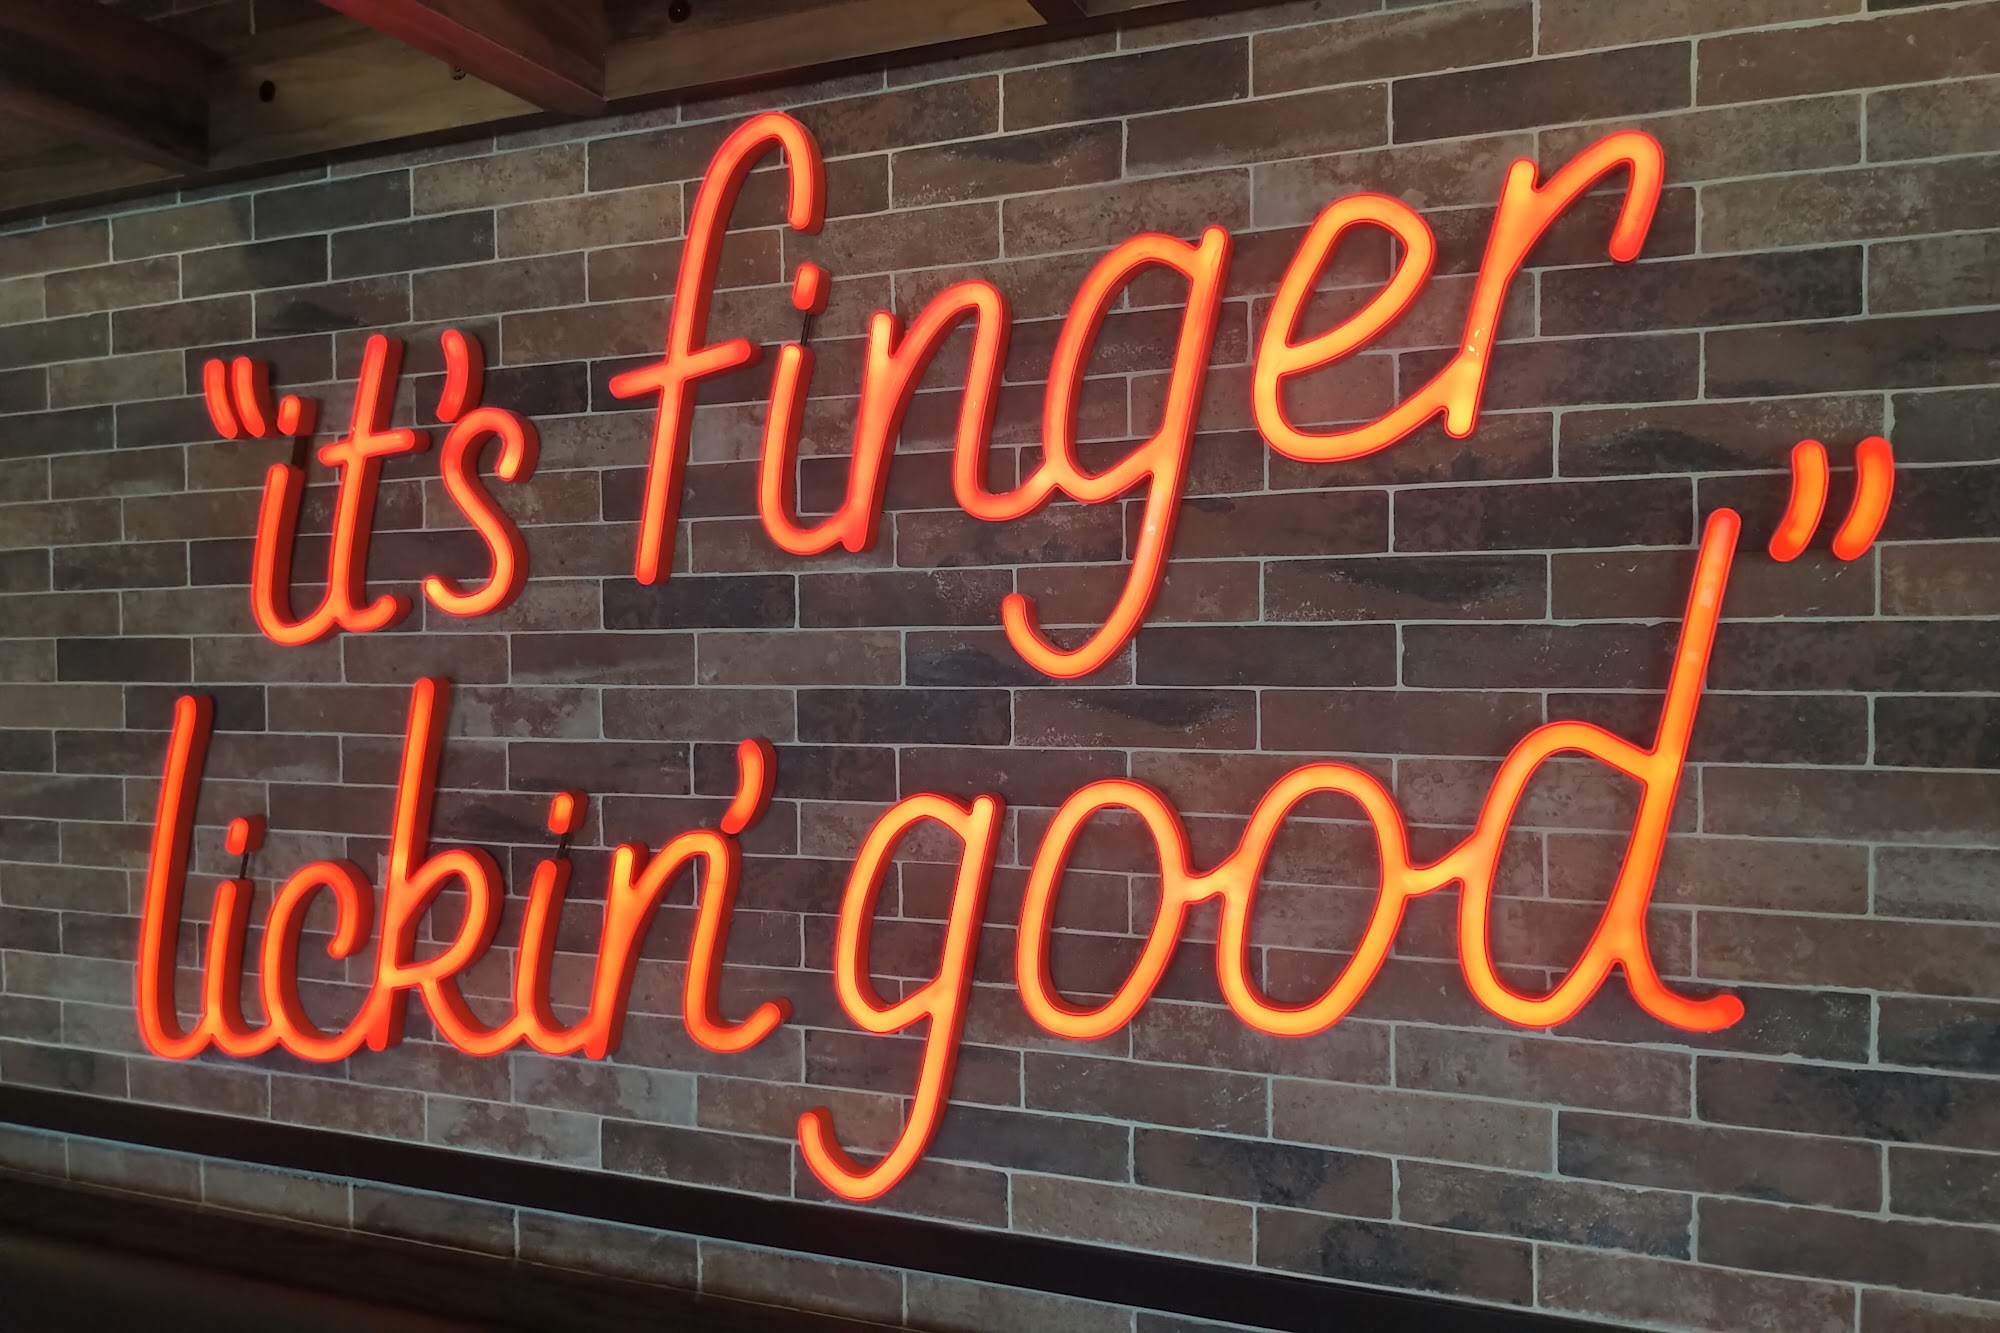 “it’s finger
lickin’ good”